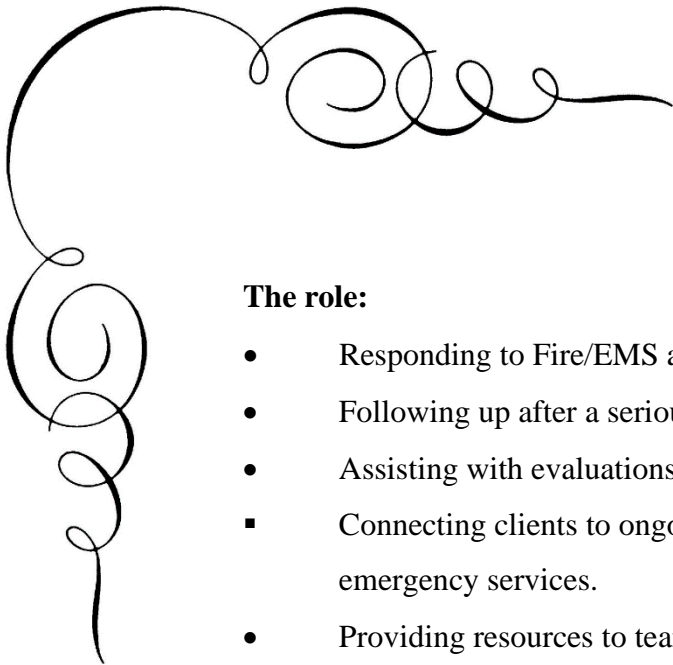 The role:
• Responding to Fire/EMS
• Following up after a
• Assisting with evaluations
▪ Connecting clients to
emergency services.
• Providing resources to